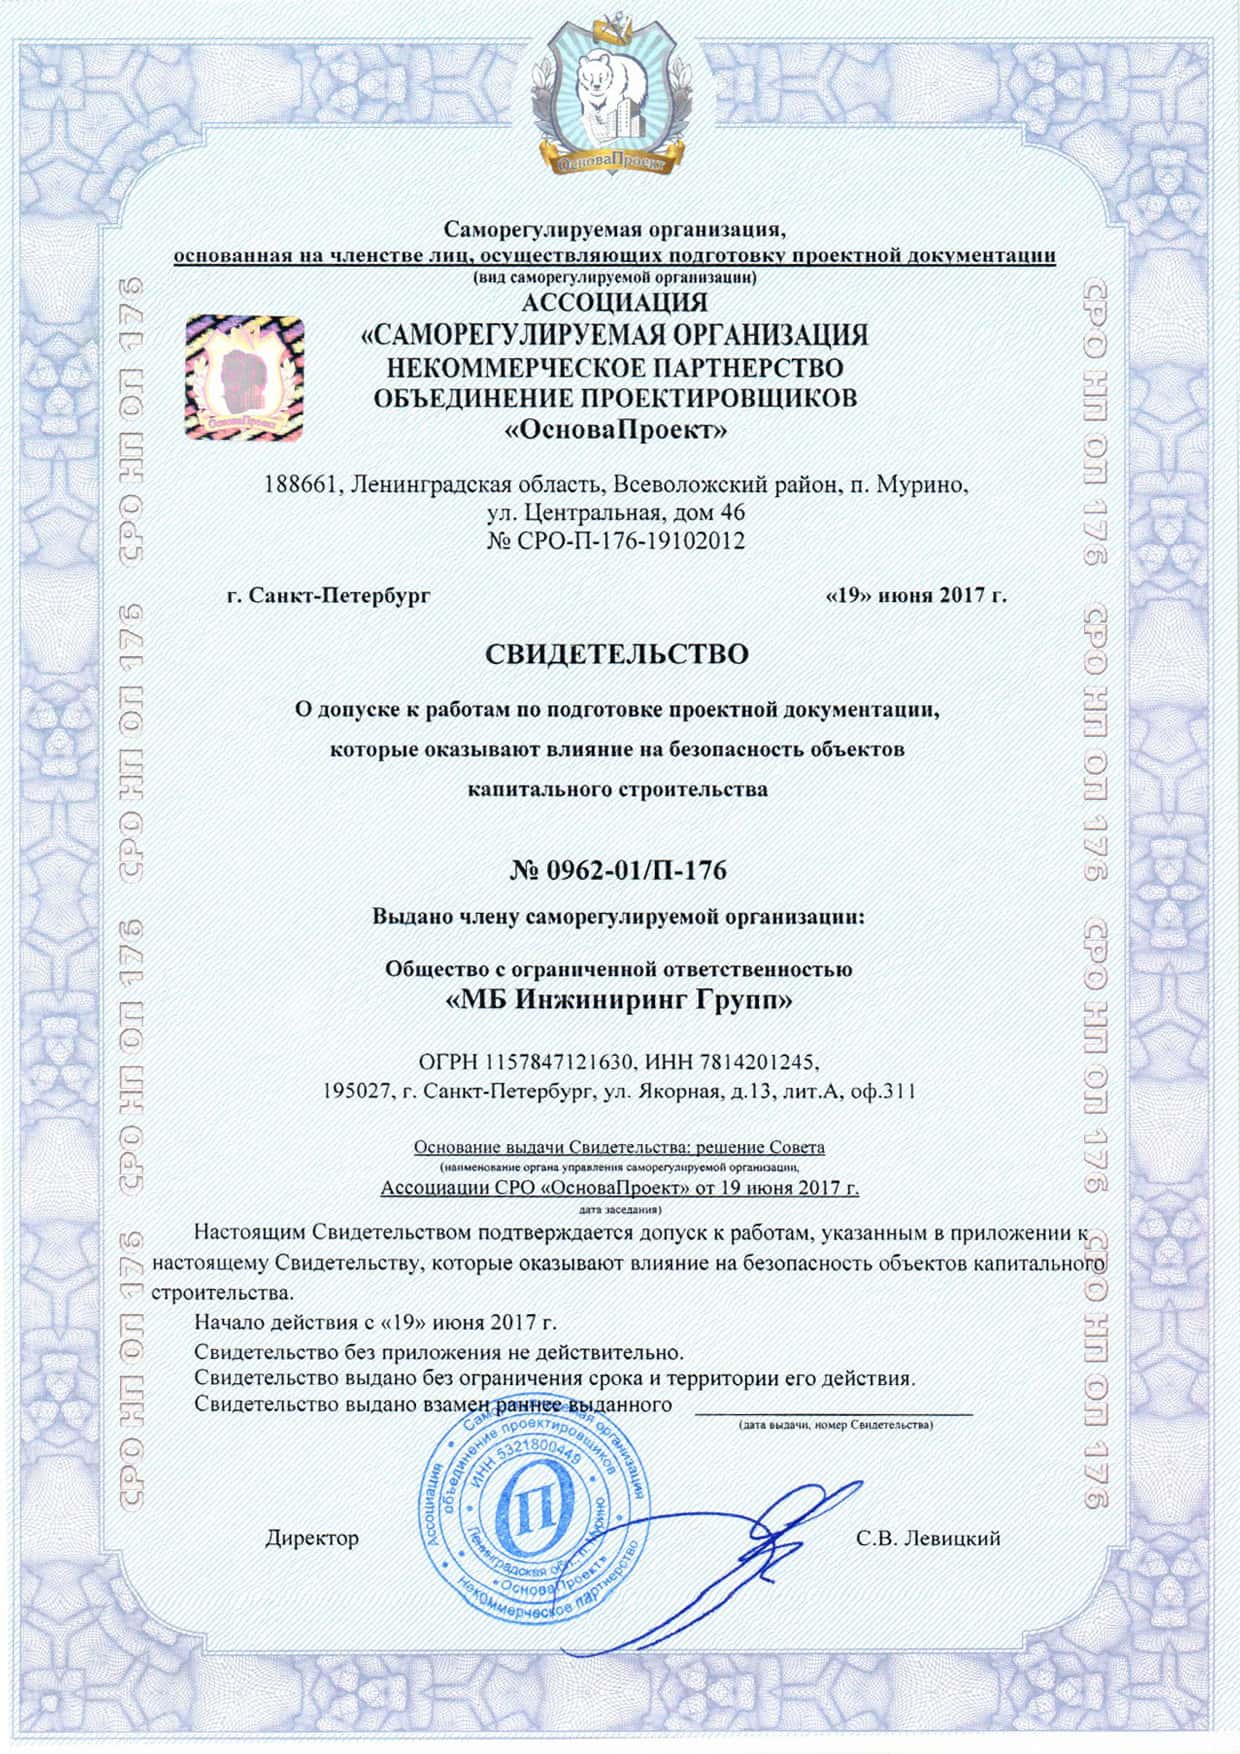 ОсноваПроект
Саморегулируемая организация,
основанная на членстве лиц, осуществляющих подготовку проектной документации
(вид саморегулируемой организации)
АССОЦИАЦИЯ
«САМОРЕГУЛИРУЕМАЯ ОРГАНИЗАЦИЯ
НЕКОММЕРЧЕСКОЕ ПАРТНЕРСТВО
ОБЪЕДИНЕНИЕ ПРОЕКТИРОВЩИКОВ
«ОсноваПроект»
ОсноваПроект
188661, Ленинградская область, Всеволожский район, п. Мурино,
ул. Центральная, дом 46
№ СРО-П-176-19102012
г. Санкт-Петербург «19» июня 2017 г.
СВИДЕТЕЛЬСТВО
О допуске к работам по подготовке проектной документации,
которые оказывают влияние на безопасность объектов
капитального строительства
№ 0962-01/П-176
Выдано члену саморегулируемой организации:
Общество с ограниченной ответственностью
«МБ Инжиниринг Групп»
ОГРН 1157847121630, ИНН 7814201245,
195027, г. Санкт-Петербург, ул. Якорная, д.13, лит.А, оф.311
Основание выдачи Свидетельства: решение Совета
(наименование органа управления саморегулируемой организации,
Ассоциации СРО «ОсноваПроект» от 19 июня 2017 г.
дата заседания)
Настоящим Свидетельством подтверждается допуск к работам, указанным в приложении к
настоящему Свидетельству, которые оказывают влияние на безопасность объектов капитального
строительства.
Начало действия с «19» июня 2017 г.
Свидетельство без приложения не действительно.
Свидетельство выдано без ограничения срока и территории его действия.
Свидетельство выдано взамен раннее выданного
(дата выдачи, номер Свидетельства)
Директор С.В. Левицкий
Ассоциация • Саморегулируемая организация
Некоммерческое партнерство
объединение проектировщиков
«ОсноваПроект»
ИНН 5321800449
Ленинградская обл., п. Мурино
ОП
СРО НП ОП 176 СРО НП ОП 176 СРО НП ОП 176 СРО НП ОП 176
СРО НП ОП 176 СРО НП ОП 176 СРО НП ОП 176 СРО НП ОП 176